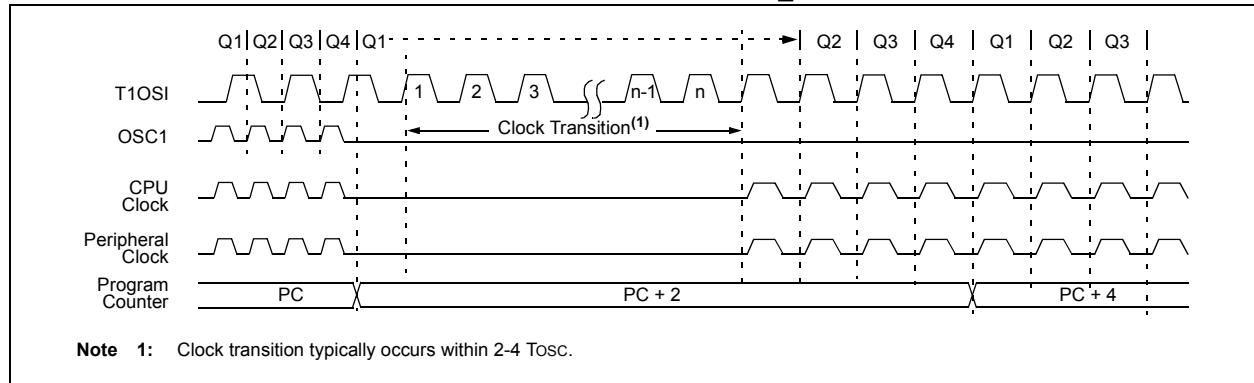 Q1 Q2 Q3 Q4 Q1 Q2 Q3 Q4 Q1 Q2 Q3
T1OSI 1 2 3 n-1 n
Clock Transition(1)
OSC1
CPU
Clock
Peripheral
Clock
Program
Counter
PC PC + 2 PC + 4
Note 1: Clock transition typically occurs within 2-4 TOSC.